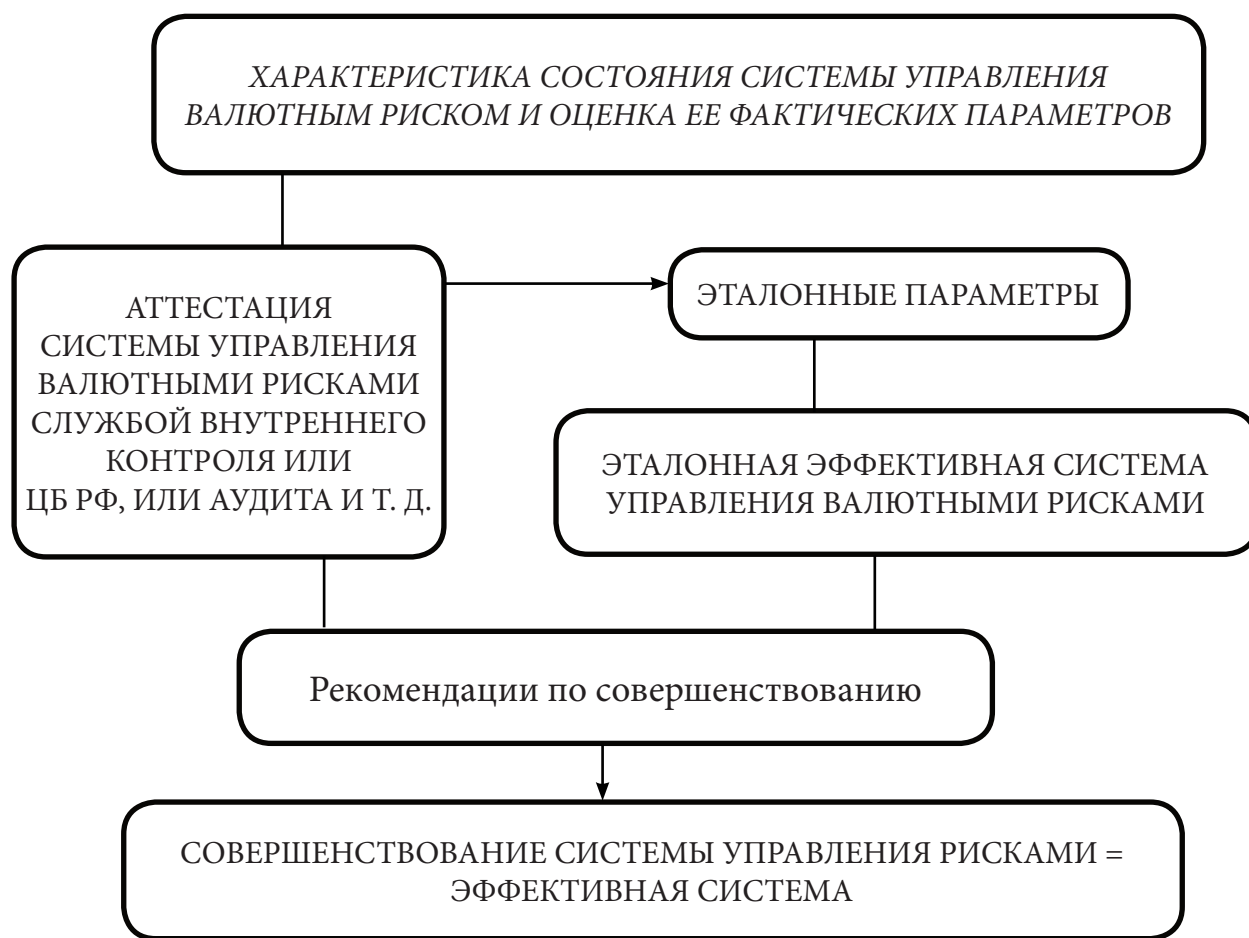 ХАРАКТЕРИСТИКА СОСТОЯНИЯ СИСТЕМЫ УПРАВЛЕНИЯ
ВАЛЮТНЫМ РИСКОМ И ОЦЕНКА ЕЕ ФАКТИЧЕСКИХ ПАРАМЕТРОВ
АТТЕСТАЦИЯ
СИСТЕМЫ УПРАВЛЕНИЯ
ВАЛЮТНЫМИ РИСКАМИ
СЛУЖБОЙ ВНУТРЕННЕГО
КОНТРОЛЯ ИЛИ
ЦБ РФ, ИЛИ АУДИТА И Т. Д.
ЭТАЛОННЫЕ ПАРАМЕТРЫ
ЭТАЛОННАЯ ЭФФЕКТИВНАЯ СИСТЕМА
УПРАВЛЕНИЯ ВАЛЮТНЫМИ РИСКАМИ
Рекомендации по совершенствованию
СОВЕРШЕНСТВОВАНИЕ СИСТЕМЫ УПРАВЛЕНИЯ РИСКАМИ =
ЭФФЕКТИВНАЯ СИСТЕМА